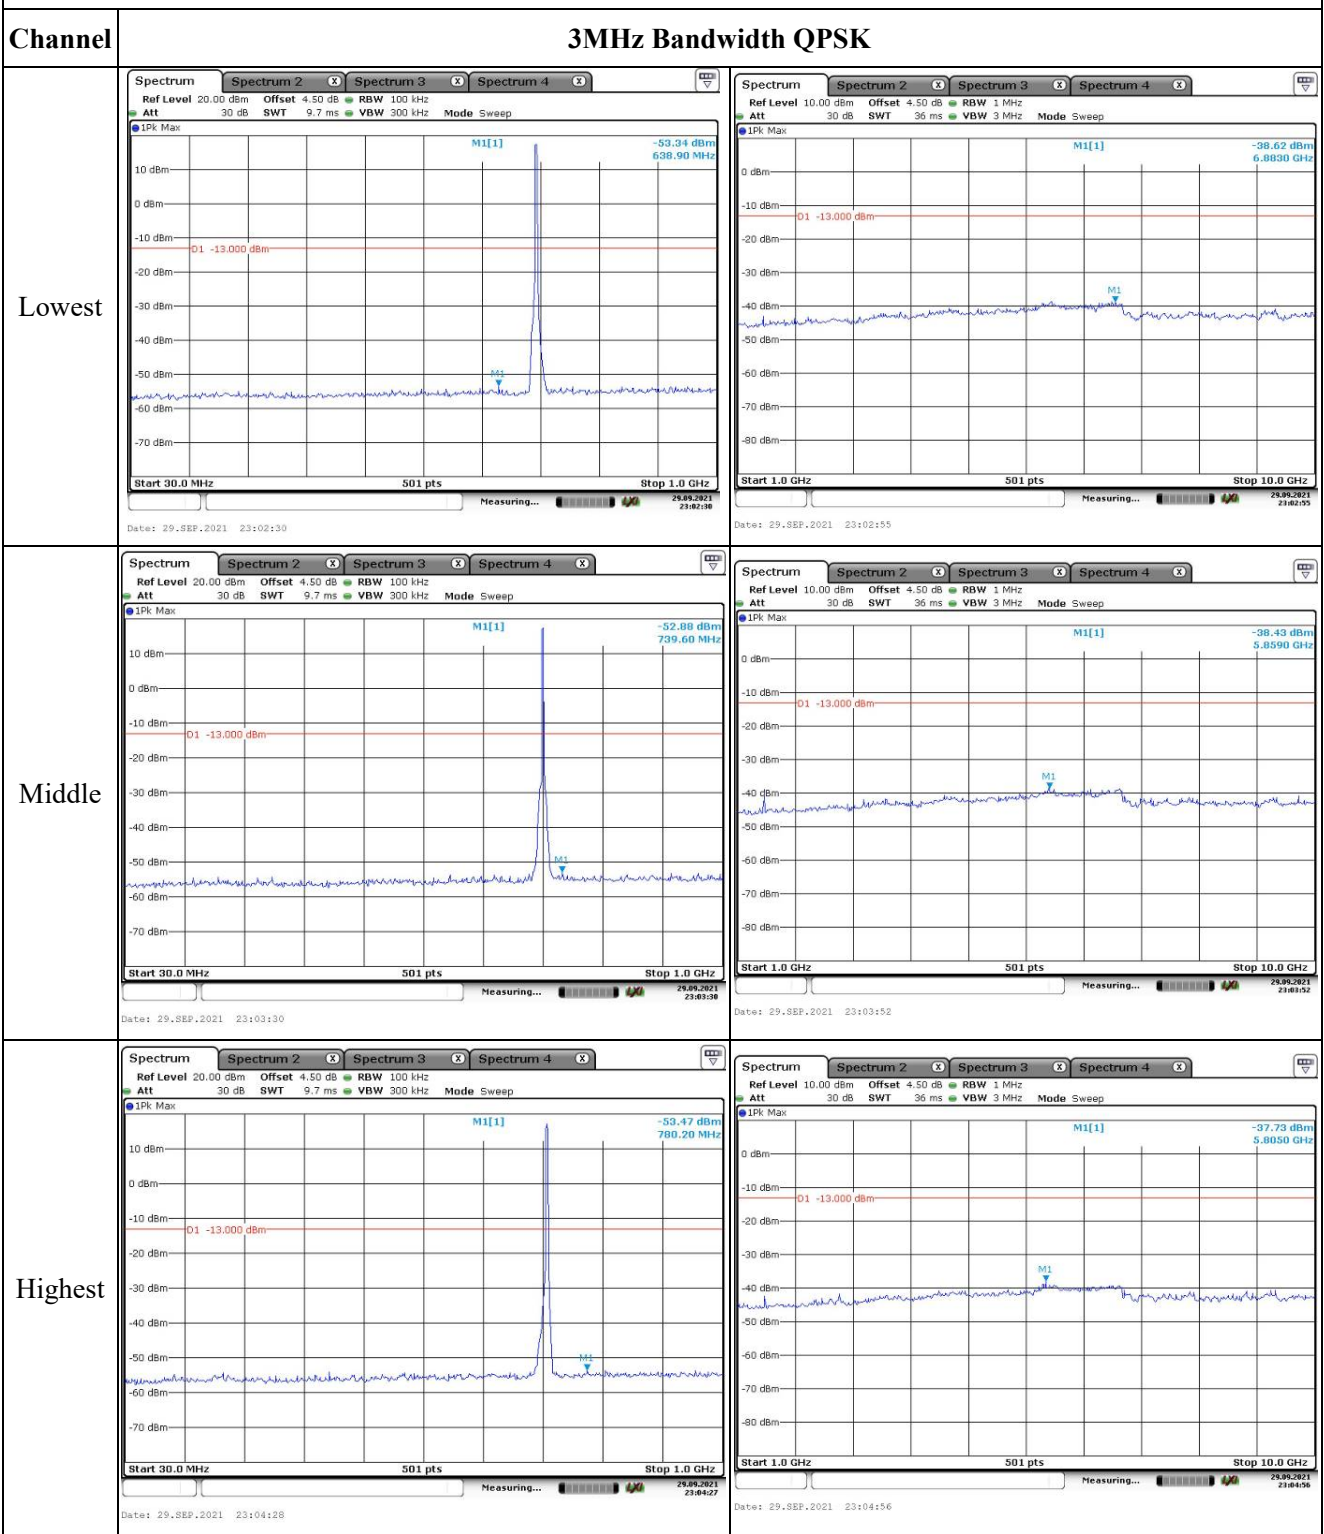 Channel 3MHz Bandwidth QPSK
Lowest
Spectrum Spectrum 2 X Spectrum 3 X Spectrum 4 X
Ref Level 20.00 dBm Offset 4.50 dB RBW 100 kHz
Att 30 dB SWT 9.7 ms VBW 300 kHz Mode Sweep
1Pk Max
M1[1] -53.34 dBm
638.90 MHz
10 dBm
0 dBm
-10 dBm
D1 -13.000 dBm
-20 dBm
-30 dBm
-40 dBm
-50 dBm
M1
-60 dBm
-70 dBm
Start 30.0 MHz 501 pts Stop 1.0 GHz
Measuring... 29.09.2021
23:02:30
Date: 29.SEP.2021 23:02:30
Spectrum Spectrum 2 X Spectrum 3 X Spectrum 4 X
Ref Level 10.00 dBm Offset 4.50 dB RBW 1 MHz
Att 30 dB SWT 36 ms VBW 3 MHz Mode Sweep
1Pk Max
M1[1] -38.62 dBm
6.8830 GHz
0 dBm
-10 dBm
D1 -13.000 dBm
-20 dBm
-30 dBm
M1
-40 dBm
-50 dBm
-60 dBm
-70 dBm
-80 dBm
Start 1.0 GHz 501 pts Stop 10.0 GHz
Measuring... 29.09.2021
23:02:55
Date: 29.SEP.2021 23:02:55
Middle
Spectrum Spectrum 2 X Spectrum 3 X Spectrum 4 X
Ref Level 20.00 dBm Offset 4.50 dB RBW 100 kHz
Att 30 dB SWT 9.7 ms VBW 300 kHz Mode Sweep
1Pk Max
M1[1] -52.88 dBm
739.60 MHz
10 dBm
0 dBm
-10 dBm
D1 -13.000 dBm
-20 dBm
-30 dBm
-40 dBm
-50 dBm
M1
-60 dBm
-70 dBm
Start 30.0 MHz 501 pts Stop 1.0 GHz
Measuring... 29.09.2021
23:03:30
Date: 29.SEP.2021 23:03:30
Spectrum Spectrum 2 X Spectrum 3 X Spectrum 4 X
Ref Level 10.00 dBm Offset 4.50 dB RBW 1 MHz
Att 30 dB SWT 36 ms VBW 3 MHz Mode Sweep
1Pk Max
M1[1] -38.43 dBm
5.8590 GHz
0 dBm
-10 dBm
D1 -13.000 dBm
-20 dBm
-30 dBm
M1
-40 dBm
-50 dBm
-60 dBm
-70 dBm
-80 dBm
Start 1.0 GHz 501 pts Stop 10.0 GHz
Measuring... 29.09.2021
23:03:52
Date: 29.SEP.2021 23:03:52
Highest
Spectrum Spectrum 2 X Spectrum 3 X Spectrum 4 X
Ref Level 20.00 dBm Offset 4.50 dB RBW 100 kHz
Att 30 dB SWT 9.7 ms VBW 300 kHz Mode Sweep
1Pk Max
M1[1] -53.47 dBm
780.20 MHz
10 dBm
0 dBm
-10 dBm
D1 -13.000 dBm
-20 dBm
-30 dBm
-40 dBm
-50 dBm
M1
-60 dBm
-70 dBm
Start 30.0 MHz 501 pts Stop 1.0 GHz
Measuring... 29.09.2021
23:04:27
Date: 29.SEP.2021 23:04:28
Spectrum Spectrum 2 X Spectrum 3 X Spectrum 4 X
Ref Level 10.00 dBm Offset 4.50 dB RBW 1 MHz
Att 30 dB SWT 36 ms VBW 3 MHz Mode Sweep
1Pk Max
M1[1] -37.73 dBm
5.8050 GHz
0 dBm
-10 dBm
D1 -13.000 dBm
-20 dBm
-30 dBm
M1
-40 dBm
-50 dBm
-60 dBm
-70 dBm
-80 dBm
Start 1.0 GHz 501 pts Stop 10.0 GHz
Measuring... 29.09.2021
23:04:56
Date: 29.SEP.2021 23:04:56